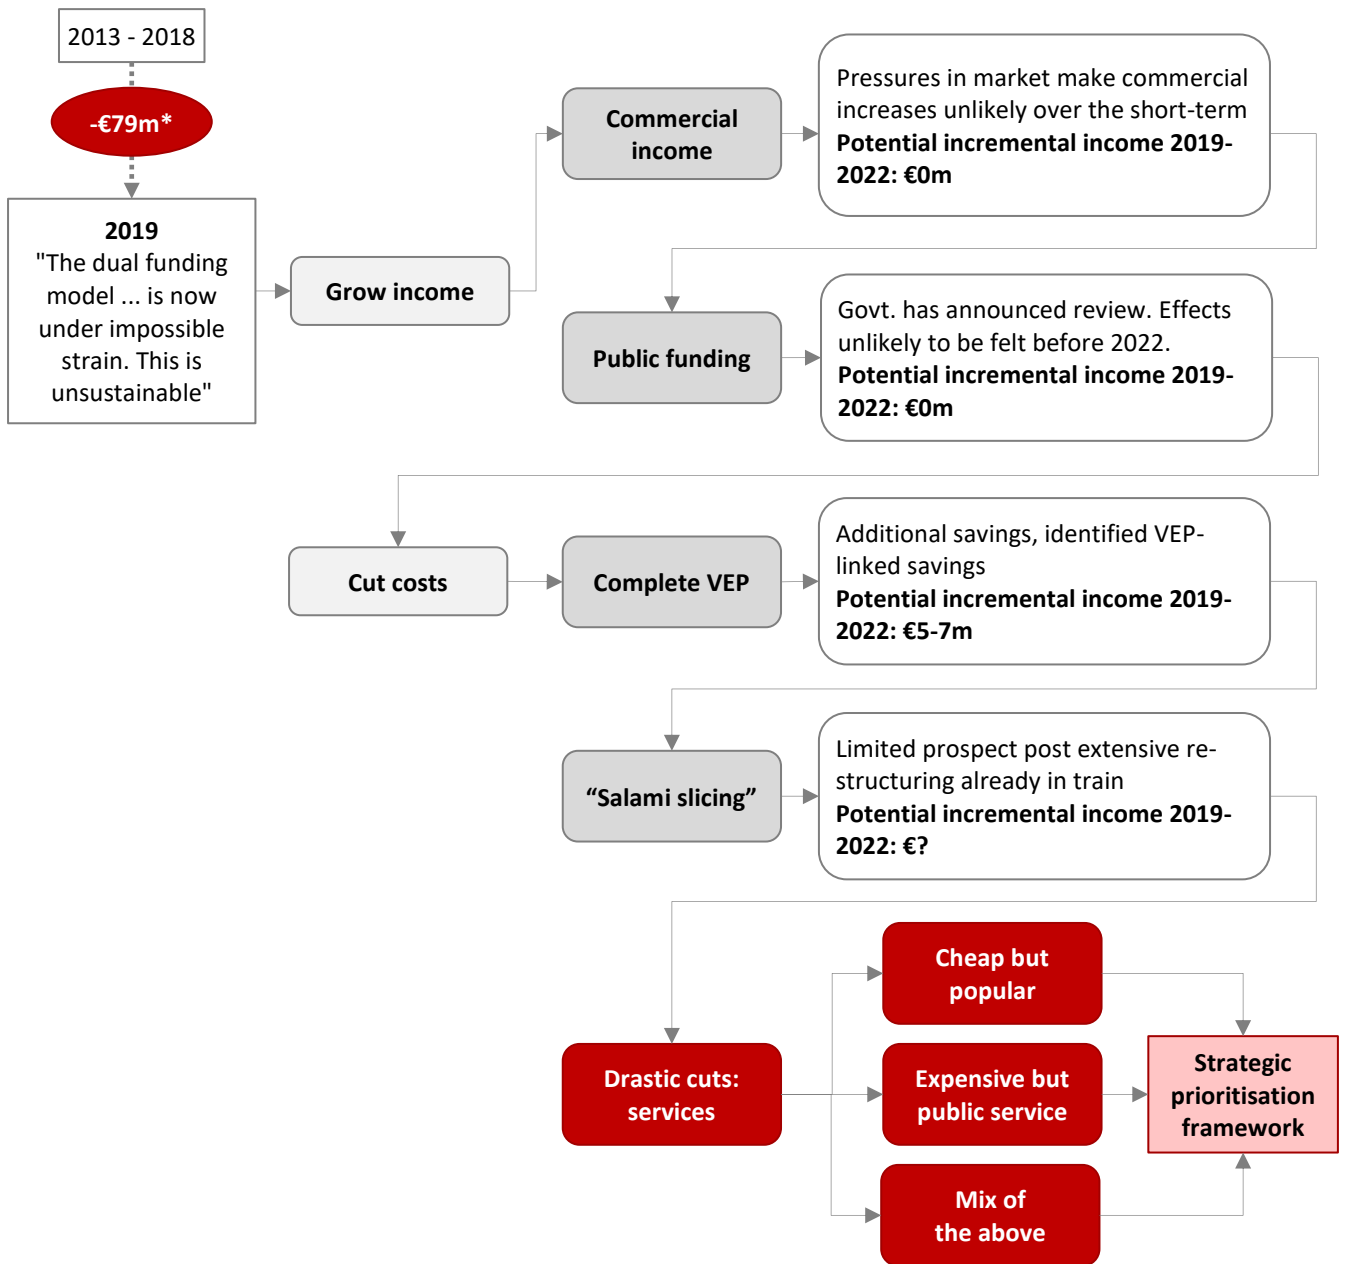 2013 - 2018
-€79m*
2019
"The dual funding
model ... is now
under impossible
strain. This is
unsustainable"
Grow income
Commercial
income
Pressures in market make commercial
increases unlikely over the short-term
Potential incremental income 2019-
2022: €0m
Public funding
Govt. has announced review. Effects
unlikely to be felt before 2022.
Potential incremental income 2019-
2022: €0m
Cut costs
Complete VEP
Additional savings, identified VEP-
linked savings
Potential incremental income 2019-
2022: €5-7m
“Salami slicing”
Limited prospect post extensive re-
structuring already in train
Potential incremental income 2019-
2022: €?
Drastic cuts:
services
Cheap but
popular
Expensive but
public service
Mix of
the above
Strategic
prioritisation
framework